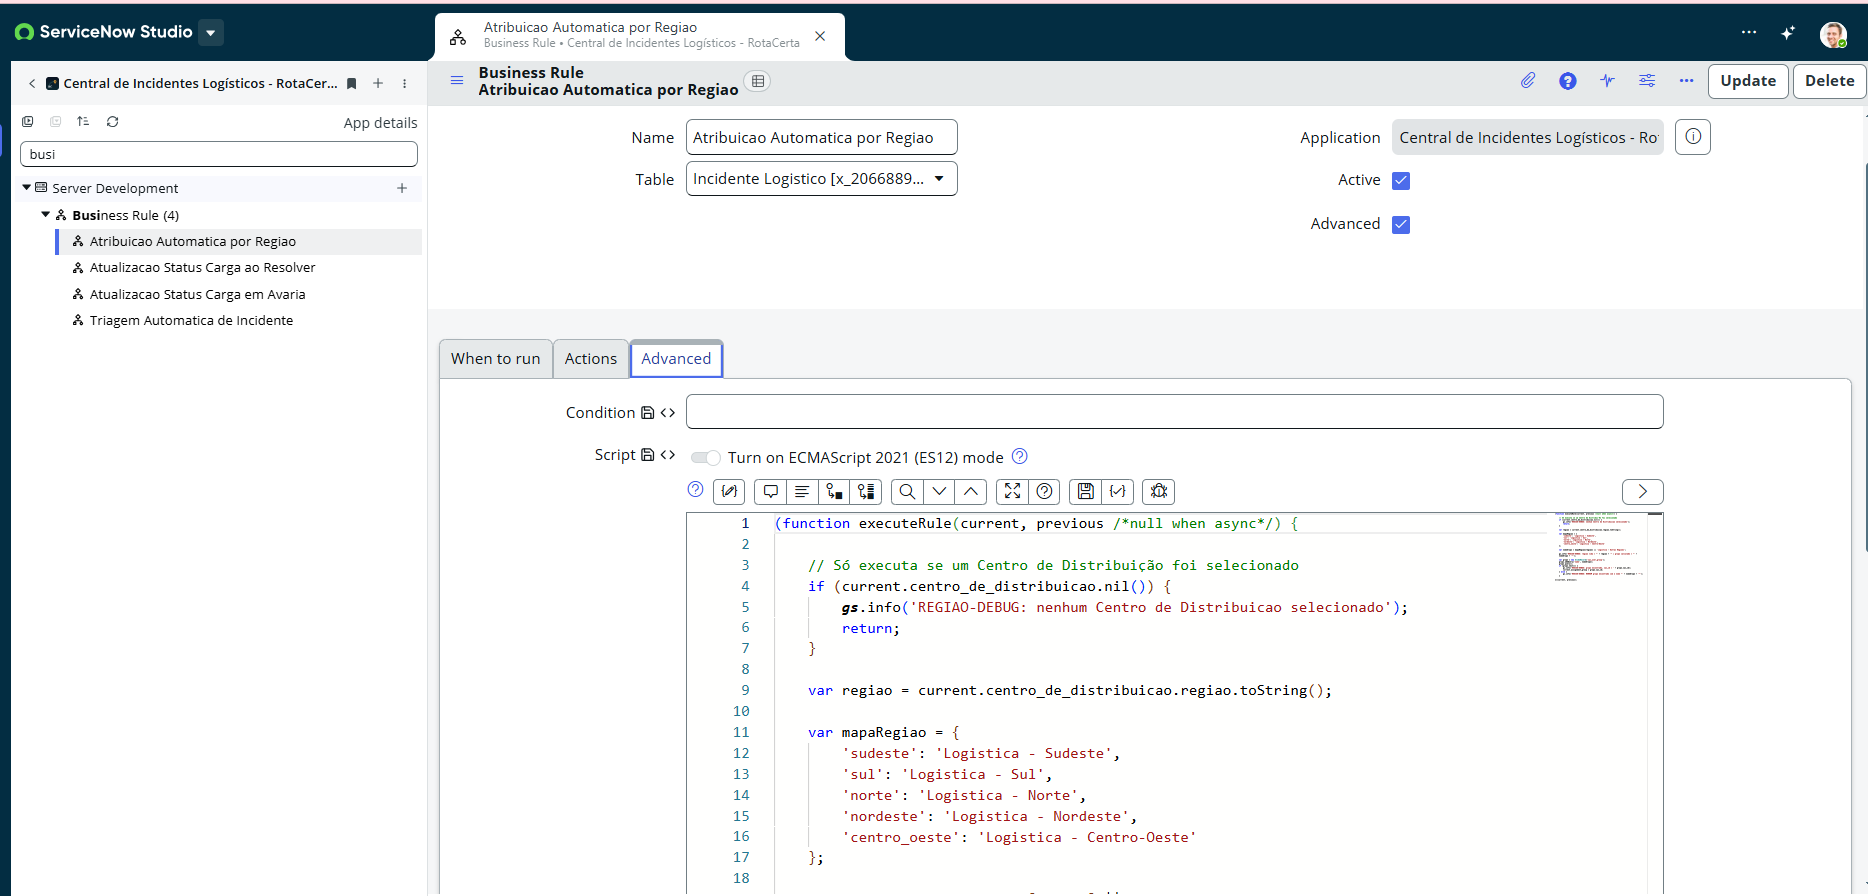 ServiceNow Studio
Atribuicao Automatica por Regiao
Business Rule • Central de Incidentes Logísticos - RotaCerta
Central de Incidentes Logísticos - RotaCer...
App details
busi
Server Development
Business Rule (4)
Atribuicao Automatica por Regiao
Atualizacao Status Carga ao Resolver
Atualizacao Status Carga em Avaria
Triagem Automatica de Incidente
Business Rule
Atribuicao Automatica por Regiao
Update
Delete
Name
Atribuicao Automatica por Regiao
Application
Central de Incidentes Logísticos - Ro
Table
Incidente Logistico [x_2066889...
Active
Advanced
When to run
Actions
Advanced
Condition
Script
Turn on ECMAScript 2021 (ES12) mode
1 (function executeRule(current, previous /*null when async*/) {
2
3 // Só executa se um Centro de Distribuição foi selecionado
4 if (current.centro_de_distribuicao.nil()) {
5 gs.info('REGIAO-DEBUG: nenhum Centro de Distribuicao selecionado');
6 return;
7 }
8
9 var regiao = current.centro_de_distribuicao.regiao.toString();
10
11 var mapaRegiao = {
12 'sudeste': 'Logistica - Sudeste',
13 'sul': 'Logistica - Sul',
14 'norte': 'Logistica - Norte',
15 'nordeste': 'Logistica - Nordeste',
16 'centro_oeste': 'Logistica - Centro-Oeste'
17 };
18